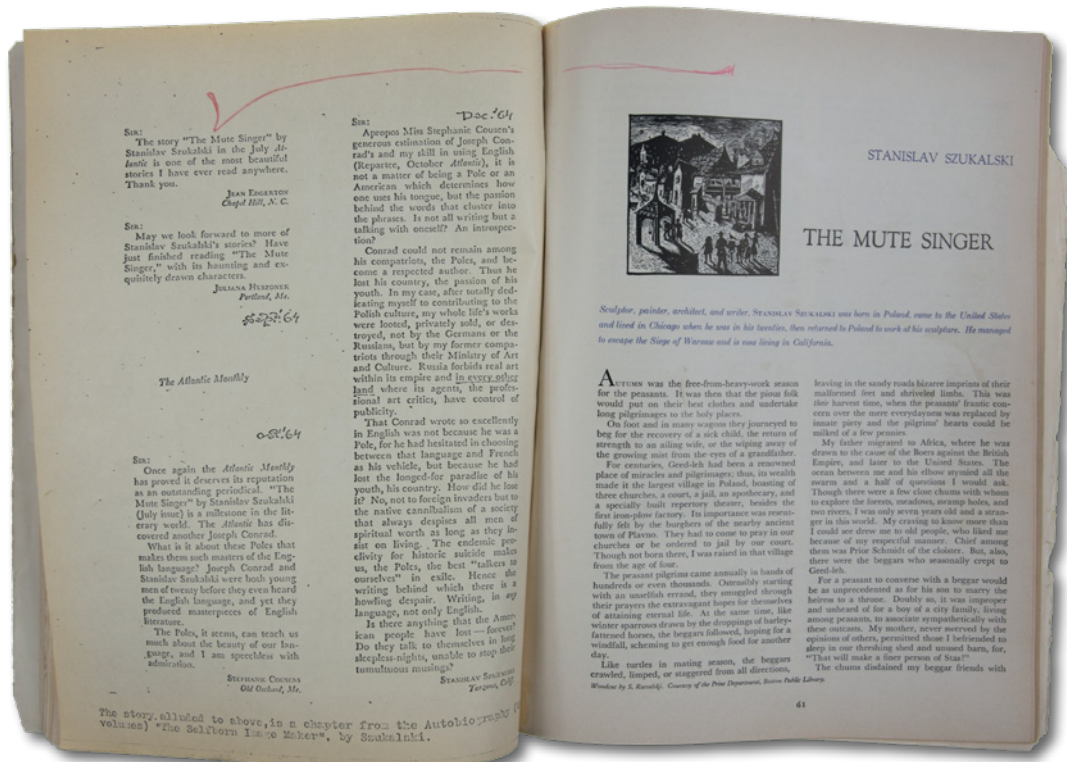 SIR:
The story "The Mute Singer" by
Stanislav Szukalski in the July At-
lantic is one of the most beautiful
stories I have ever read anywhere.
Thank you.
JEAN EDGERTON
Chapel Hill, N. C.
SIR:
May we look forward to more of
Stanislav Szukalski's stories? Have
just finished reading "The Mute
Singer," with its haunting and ex-
quisitely drawn characters.
JULIANA
Portland, Me.
SEPT.'64
The Atlantic Monthly
oct.'64
SIR:
Once again the Atlantic Monthly
has proved it deserves its reputation
as an outstanding periodical. "The
Mute Singer" by Stanislav Szukalski
(July issue) is a milestone in the lit-
erary world. The Atlantic has dis-
covered another Joseph Conrad.
What is it about these Poles that
makes them such masters of the Eng-
lish language? Joseph Conrad and
Stanislav Szukalski were both young
men of twenty before they even heard
the English language, and yet they
produced masterpieces of English
literature.
The Poles, it seems, can teach us
much about the beauty of our lan-
guage, and I am speechless with
admiration.
STEPHANIE COUSENS
Old Orchard, Me.
Dec.'64
SIR:
Apropos Miss Stephanie Cousen's
generous estimation of Joseph Con-
rad's and my skill in using English
(Repartee, October Atlantic), it is
not a matter of being a Pole or an
American which determines how
one uses his tongue, but the passion
behind the words that cluster into
the phrases. Is not all writing but a
talking with oneself? An introspec-
tion?
Conrad could not remain among
his compatriots, the Poles, and be-
come a respected author. Thus he
lost his country, the passion of his
youth. In my case, after totally ded-
icating myself to contributing to the
Polish culture, my whole life's works
were looted, privately sold, or des-
troyed, not by the Germans or the
Russians, but by my former compa-
triots through their Ministry of Art
and Culture. Russia forbids real art
within its empire and in every other
land where its agents, the profes-
sional art critics, have control of
publicity.
That Conrad wrote so excellently
in English was not because he was a
Pole, for he had hesitated in choosing
between that language and French
as his vehicle, but because he had
lost the longed-for paradise of his
youth, his country. How did he lose
it? No, not to foreign invaders but to
the native cannibalism of a society
that always despises all men of
spiritual worth as long as they in-
sist on living. The endemic pro-
clivity for historic suicide makes
us, the Poles, the best "talkers to
ourselves" in exile. Hence the
writing behind which there is a
howling despair. Writing, in any
language, not only English.
Is there anything that the Ameri-
can people have lost — forever?
Do they talk to themselves in long
sleepless-nights, unable to stop their
tumultuous musings?
STANISLAV SZUKALSKI
Tarzana, Calif.
The story alluded to above, is a chapter from the Autobiography
volumes) "The Selfborn Image Maker", by Szukalski.
STANISLAV SZUKALSKI
THE MUTE SINGER
Sculptor, painter, architect, and writer, STANISLAV SZUKALSKI was born in Poland, came to the United States
and lived in Chicago when he was in his twenties, then returned to Poland to work at his sculpture. He managed
to escape the Siege of Warsaw and is now living in California.
AUTUMN was the free-from-heavy-work season
for the peasants. It was then that the pious folk
would put on their best clothes and undertake
long pilgrimages to the holy places.
On foot and in many wagons they journeyed to
beg for the recovery of a sick child, the return of
strength to an ailing wife, or the wiping away of
the growing mist from the eyes of a grandfather.
For centuries, Geed-leh had been a renowned
place of miracles and pilgrimages; thus, its wealth
made it the largest village in Poland, boasting of
three churches, a court, a jail, an apothecary, and
a specially built repertory theater, besides the
first iron-plow factory. Its importance was resent-
fully felt by the burghers of the nearby ancient
town of Plavno. They had to come to pray in our
churches or be ordered to jail by our court.
Though not born there, I was raised in that village
from the age of four.
The peasant pilgrims came annually in bands of
hundreds or even thousands. Ostensibly starting
with an unselfish errand, they smuggled through
their prayers the extravagant hopes for themselves
of attaining eternal life. At the same time, like
winter sparrows drawn by the droppings of barley-
fattened horses, the beggars followed, hoping for a
windfall, scheming to get enough food for another
day.
Like turtles in mating season, the beggars
crawled, limped, or staggered from all directions,
leaving in the sandy roads bizarre imprints of their
malformed feet and shriveled limbs. This was
their harvest time, when the peasants' frantic con-
cern over the mere everydayness was replaced by
innate piety and the pilgrims' hearts could be
milked of a few pennies.
My father migrated to Africa, where he was
drawn to the cause of the Boers against the British
Empire, and later to the United States. The
ocean between me and his elbow stymied all the
swarm and a half of questions I would ask.
Though there were a few close chums with whom
to explore the forests, meadows, swamp holes, and
two rivers, I was only seven years old and a stran-
ger in this world. My craving to know more than
I could see drew me to old people, who liked me
because of my respectful manner. Chief among
them was Prior Schmidt of the cloister. But, also,
there were the beggars who seasonally crept to
Geed-leh.
For a peasant to converse with a beggar would
be as unprecedented as for his son to marry the
heiress to a throne. Doubly so, it was improper
and unheard of for a boy of a city family, living
among peasants, to associate sympathetically with
these outcasts. My mother, never swerved by the
opinions of others, permitted those I befriended to
sleep in our threshing shed and unused barn, for,
"That will make a finer person of Stas!"
The chums disdained my beggar friends with
Woodcut by S. Courtesy of the Print Department, Boston Public Library.
61